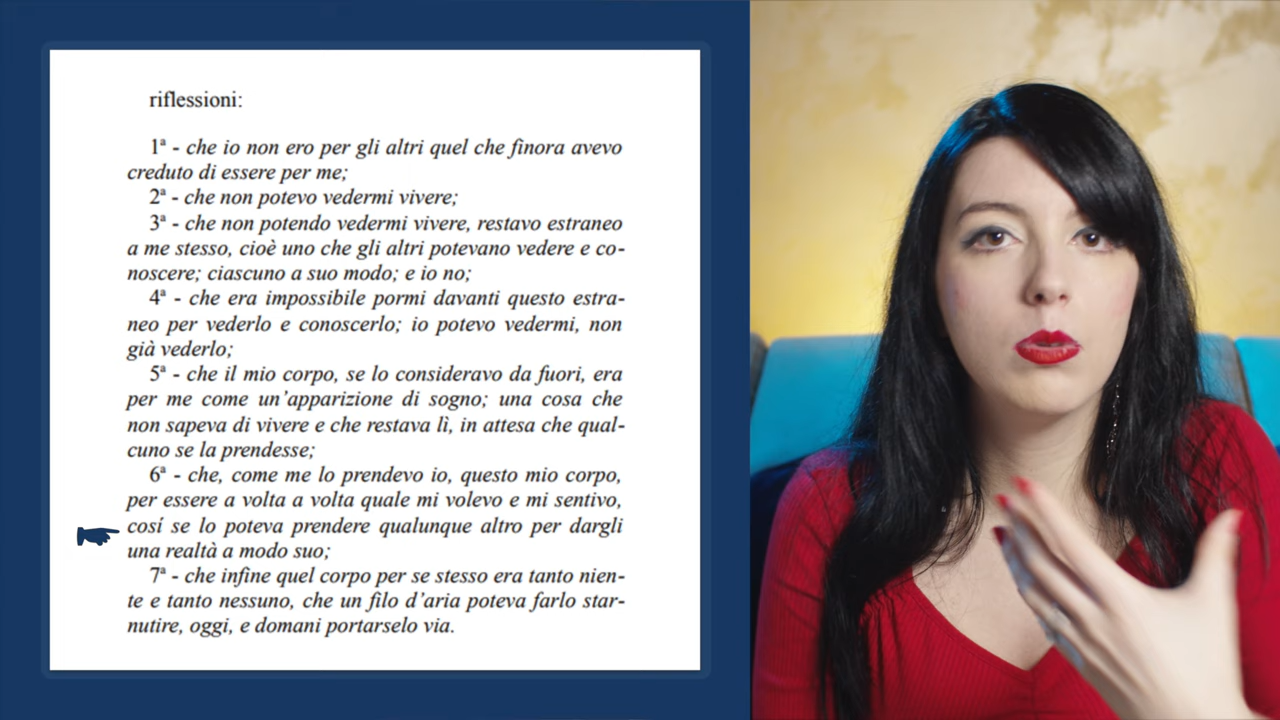 riflessioni:
1ª - che io non ero per gli altri quel che finora avevo
creduto di essere per me;
2ª - che non potevo vedermi vivere;
3ª - che non potendo vedermi vivere, restavo estraneo
a me stesso, cioè uno che gli altri potevano vedere e co-
noscere; ciascuno a suo modo; e io no;
4ª - che era impossibile pormi davanti questo estra-
neo per vederlo e conoscerlo; io potevo vedermi, non
già vederlo;
5ª - che il mio corpo, se lo consideravo da fuori, era
per me come un’apparizione di sogno; una cosa che
non sapeva di vivere e che restava lì, in attesa che qual-
cuno se la prendesse;
6ª - che, come me lo prendevo io, questo mio corpo,
per essere a volta a volta quale mi volevo e mi sentivo,
cosí se lo poteva prendere qualunque altro per dargli
una realtà a modo suo;
7ª - che infine quel corpo per se stesso era tanto nien-
te e tanto nessuno, che un filo d’aria poteva farlo star-
nutire, oggi, e domani portarselo via.